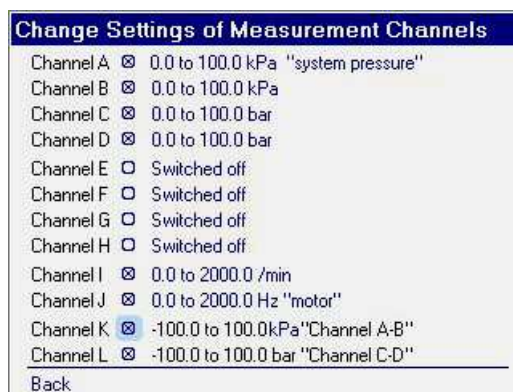 Change Settings of Measurement Channels
Channel A ☒ 0.0 to 100.0 kPa "system pressure"
Channel B ☒ 0.0 to 100.0 kPa
Channel C ☒ 0.0 to 100.0 bar
Channel D ☒ 0.0 to 100.0 bar
Channel E ☐ Switched off
Channel F ☐ Switched off
Channel G ☐ Switched off
Channel H ☐ Switched off
Channel I ☒ 0.0 to 2000.0 /min
Channel J ☒ 0.0 to 2000.0 Hz "motor"
Channel K ☒ -100.0 to 100.0kPa"Channel A-B"
Channel L ☒ -100.0 to 100.0 bar "Channel C-D"
Back